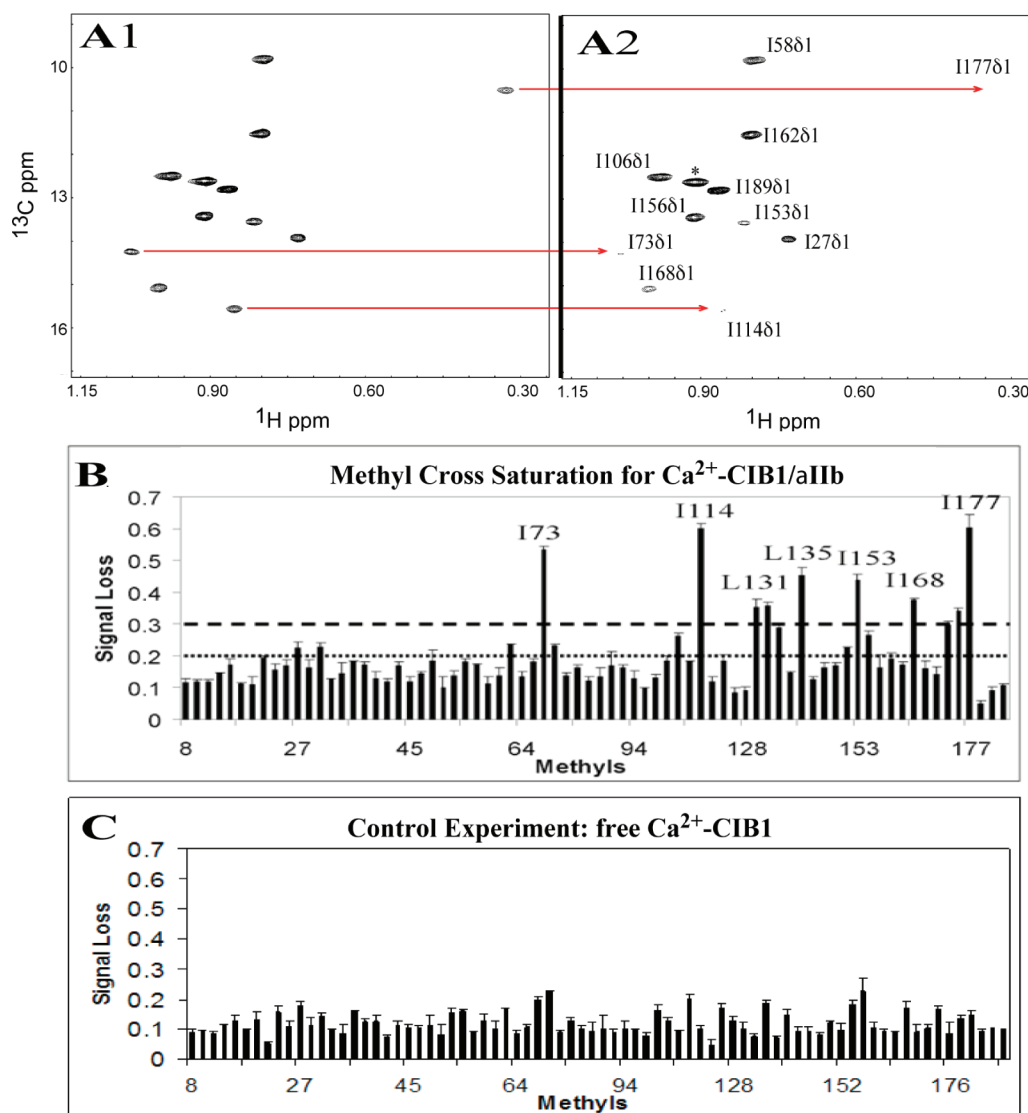 A1
A2
I58δ1
I177δ1
10
I162δ1
I106δ1
*
I189δ1
13
I156δ1
I153δ1
I73δ1
I27δ1
I168δ1
16
I114δ1
13C ppm
1.15 0.90 0.60 0.30
1.15 0.90 0.60 0.30
1H ppm
1H ppm
B
Methyl Cross Saturation for Ca2+-CIB1/aIIb
0.7
0.6
0.5
0.4
0.3
0.2
0.1
0
Signal Loss
I73
I114
L131
L135
I153
I168
I177
8 27 45 64 94 128 153 177
Methyls
C
Control Experiment: free Ca2+-CIB1
0.7
0.6
0.5
0.4
0.3
0.2
0.1
0
Signal Loss
8 27 45 64 94 128 152 176
Methyls